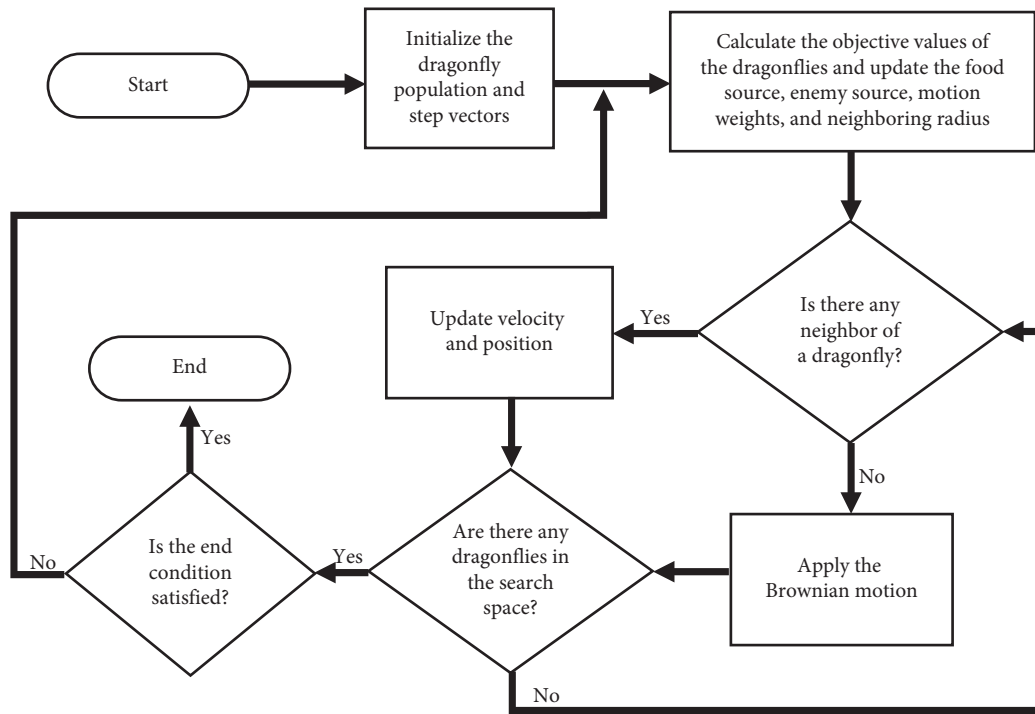 Start
Initialize the
dragonfly
population and
step vectors
Calculate the objective values of
the dragonflies and update the food
source, enemy source, motion
weights, and neighboring radius
Is there any
neighbor of
a dragonfly?
Yes
No
Update velocity
and position
Apply the
Brownian motion
Are there any
dragonflies in
the search
space?
Yes
No
Is the end
condition
satisfied?
Yes
No
End